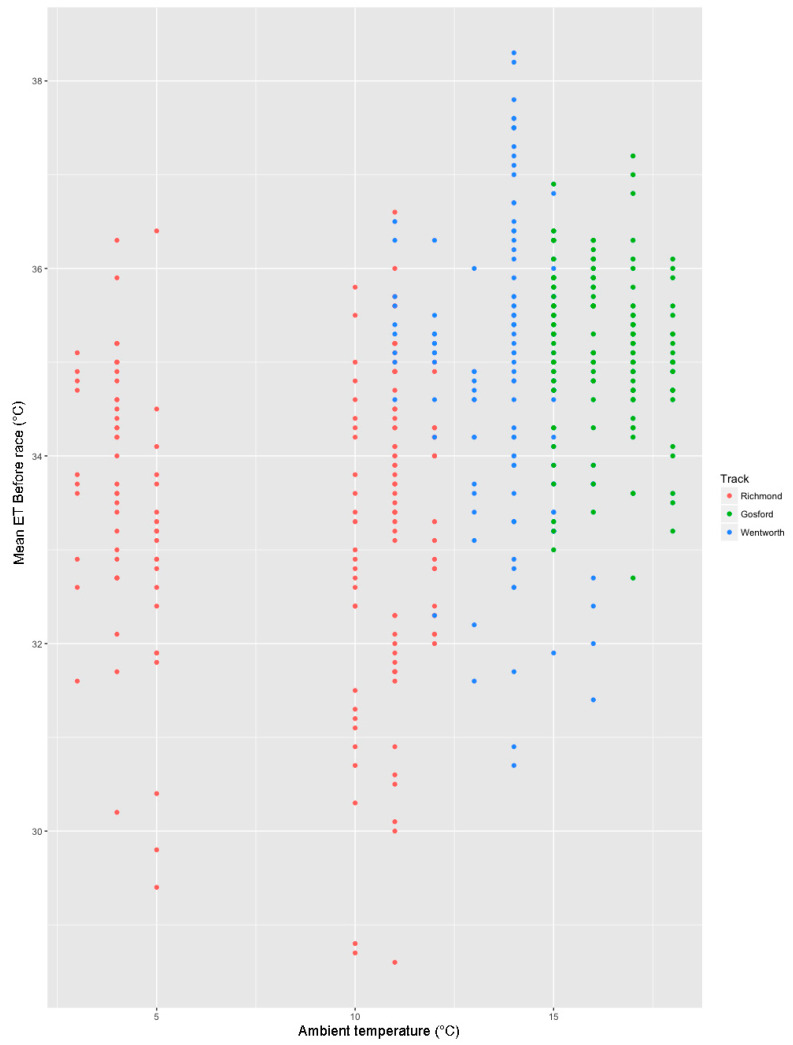 38
36
34
32
30
Mean ET Before race (°C)
5
10
15
Ambient temperature (°C)
Track
Richmond
Gosford
Wentworth